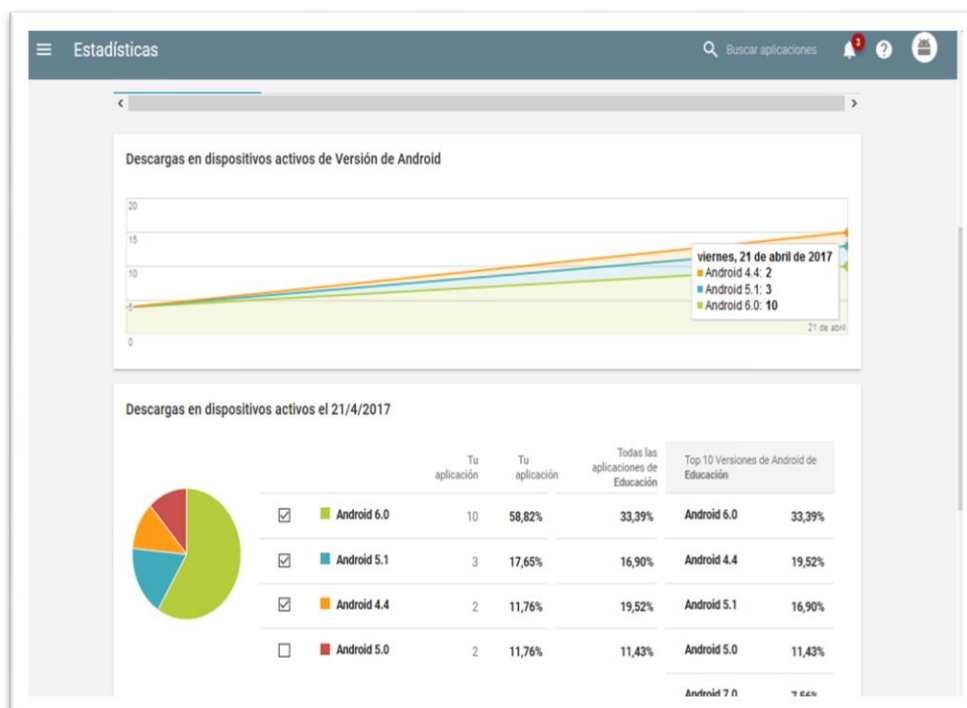 Estadísticas
Buscar aplicaciones
3
?
Descargas en dispositivos activos de Versión de Android
20
15
10
5
0
viernes, 21 de abril de 2017
Android 4.4: 2
Android 5.1: 3
Android 6.0: 10
21 de abril
Descargas en dispositivos activos el 21/4/2017
Tu aplicación
Tu aplicación
Todas las aplicaciones de Educación
Top 10 Versiones de Android de Educación
Android 6.0 10 58,82% 33,39% Android 6.0 33,39%
Android 5.1 3 17,65% 16,90% Android 4.4 19,52%
Android 4.4 2 11,76% 19,52% Android 5.1 16,90%
Android 5.0 2 11,76% 11,43% Android 5.0 11,43%
Android 7.0 7,56%